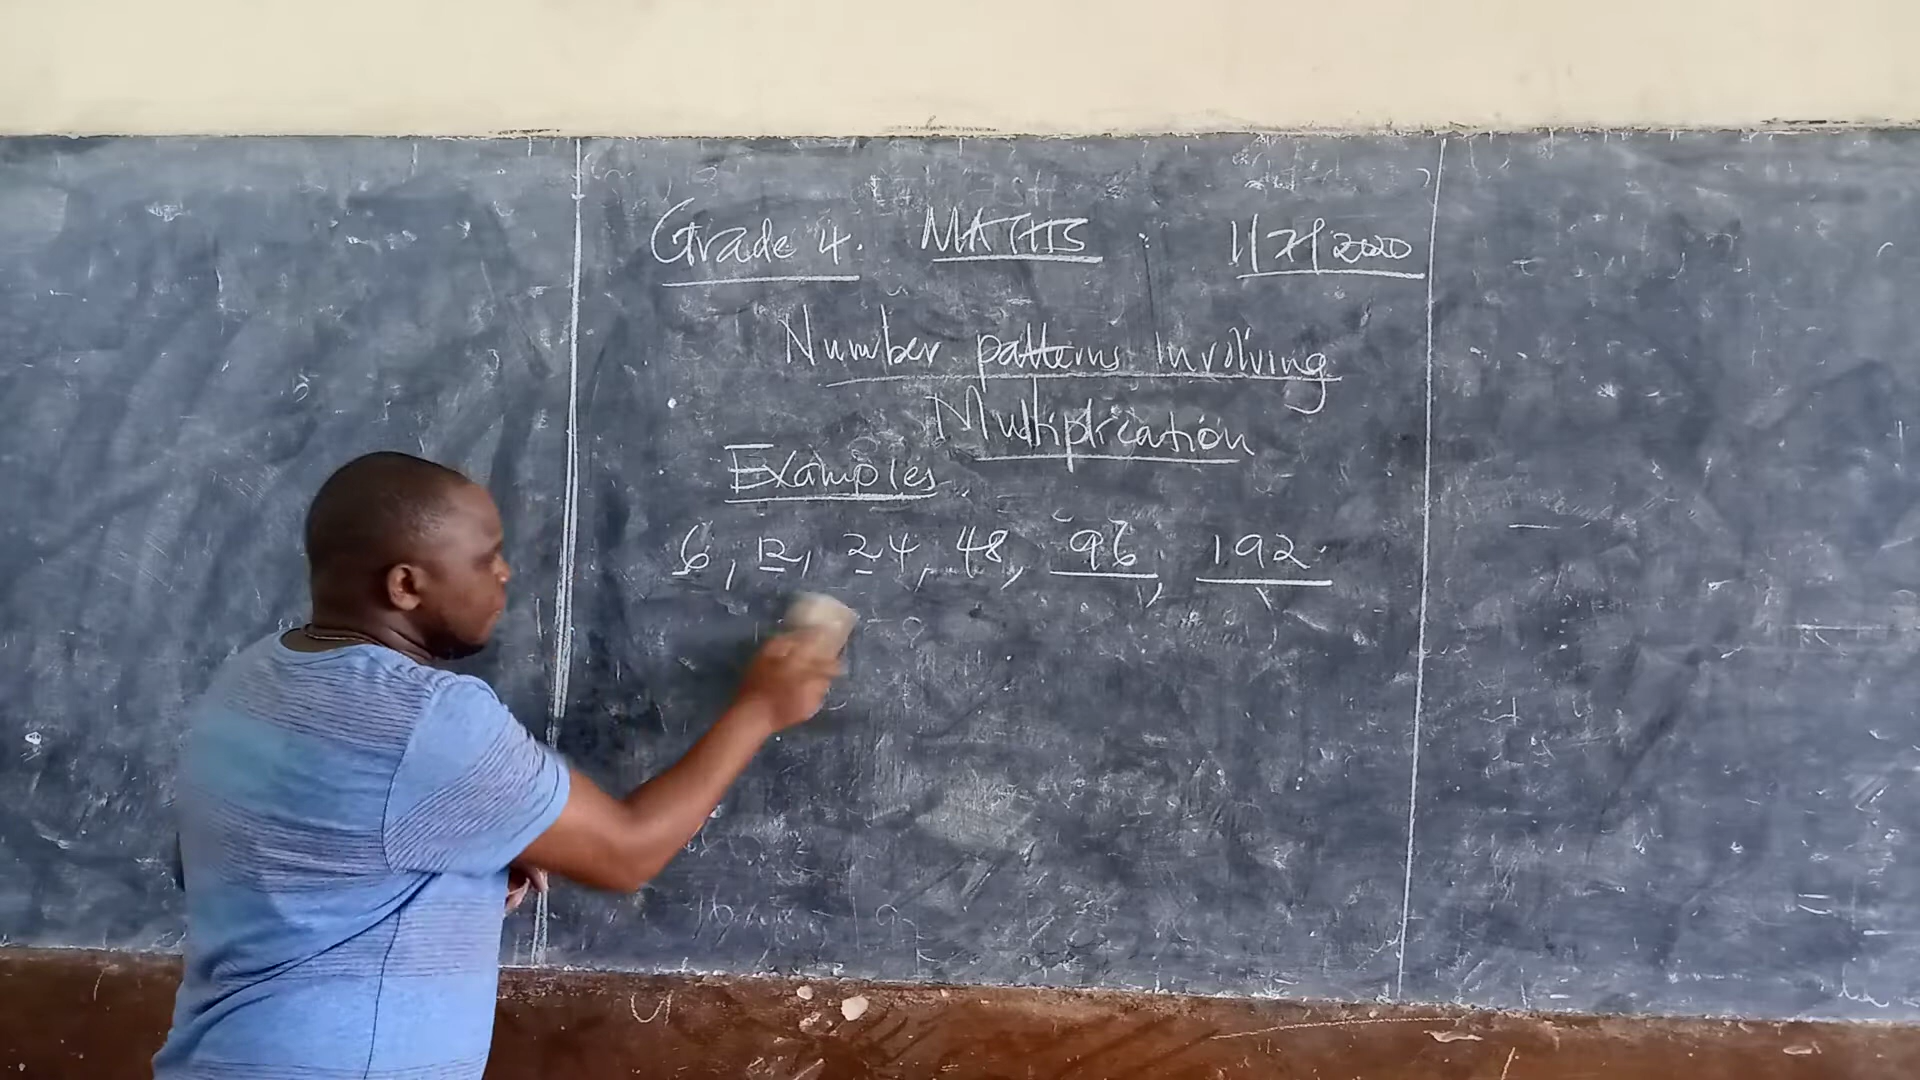 Grade 4. MATHS : 1/7/2020
Number patterns Involving
Multiplication
Examples.
6, 12, 24, 48, 96, 192.